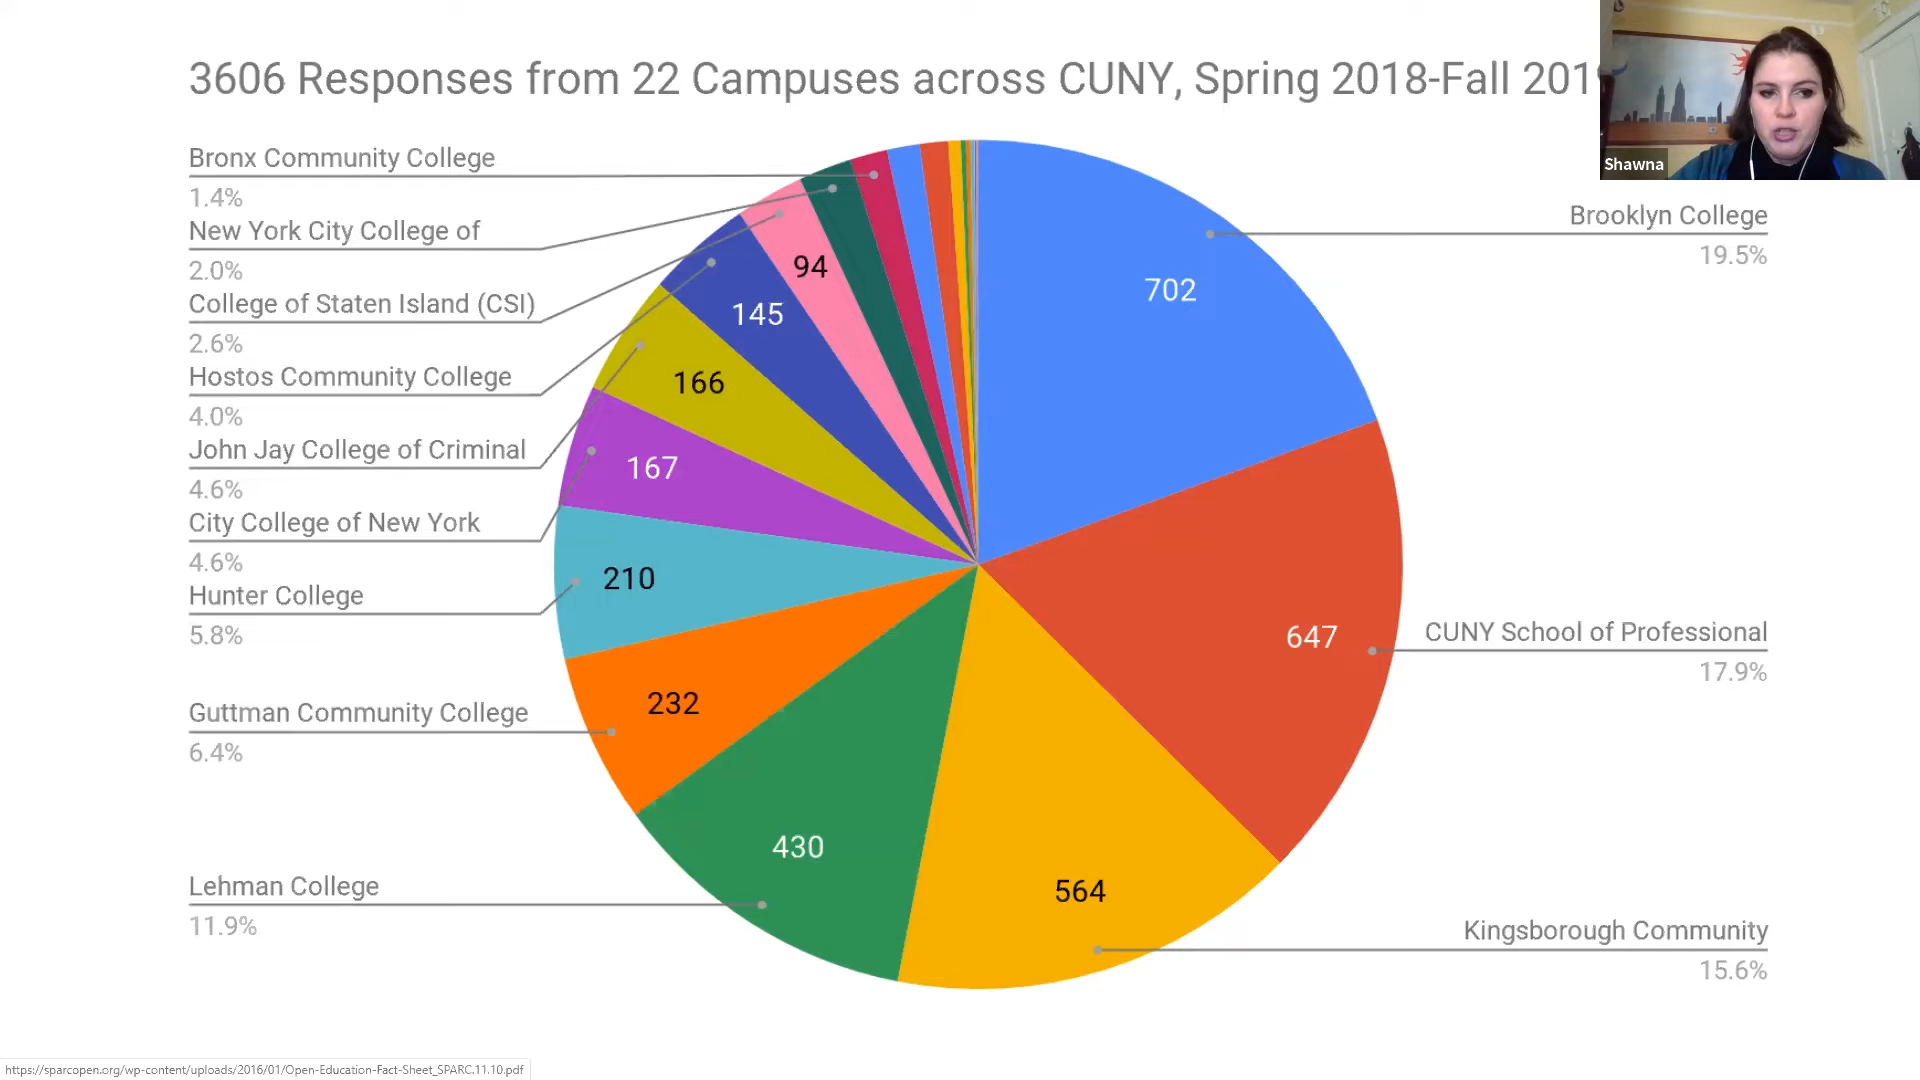 3606 Responses from 22 Campuses across CUNY, Spring 2018-Fall 201
Shawna
Bronx Community College
1.4%
New York City College of
2.0%
College of Staten Island (CSI)
2.6%
Hostos Community College
4.0%
John Jay College of Criminal
4.6%
City College of New York
4.6%
Hunter College
5.8%
Guttman Community College
6.4%
Lehman College
11.9%
Brooklyn College
19.5%
CUNY School of Professional
17.9%
Kingsborough Community
15.6%
702
647
564
430
232
210
167
166
145
94
https://sparcopen.org/wp-content/uploads/2016/01/Open-Education-Fact-Sheet_SPARC.11.10.pdf